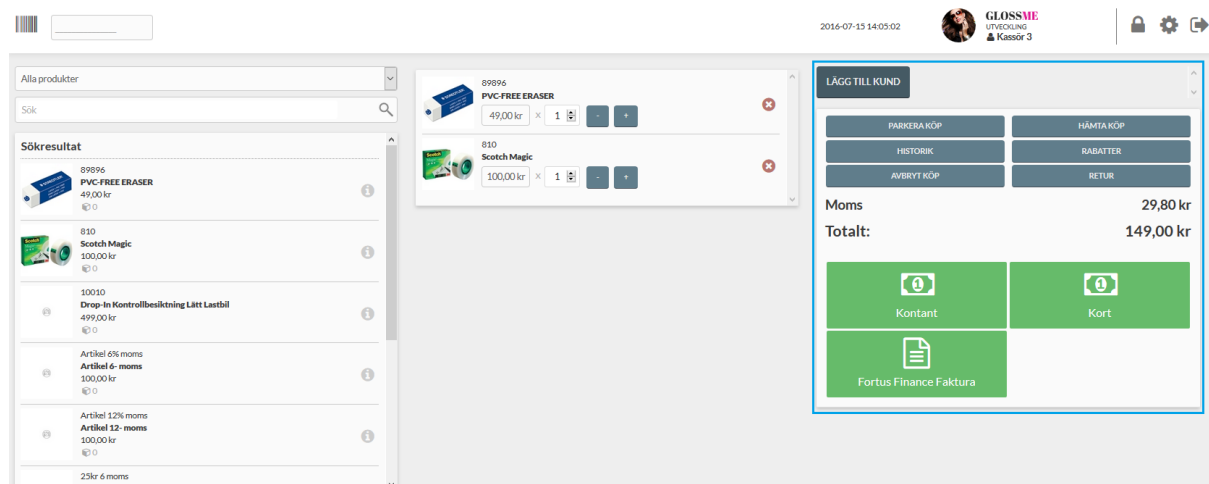 2016-07-15 14:05:02
GLOSSME
UTVECKLING
Kassör 3
Alla produkter
Sök
Sökresultat
89896
PVC-FREE ERASER
49,00 kr
0
810
Scotch Magic
100,00 kr
0
10010
Drop-In Kontrollbesiktning Lätt Lastbil
499,00 kr
0
Artikel 6% moms
Artikel 6- moms
100,00 kr
0
Artikel 12% moms
Artikel 12- moms
100,00 kr
0
25kr 6 moms
89896
PVC-FREE ERASER
49,00 kr × 1 - +
810
Scotch Magic
100,00 kr × 1 - +
LÄGG TILL KUND
PARKERA KÖP HÄMTA KÖP
HISTORIK RABATTER
AVBRYT KÖP RETUR
Moms 29,80 kr
Totalt: 149,00 kr
Kontant Kort
Fortus Finance Faktura